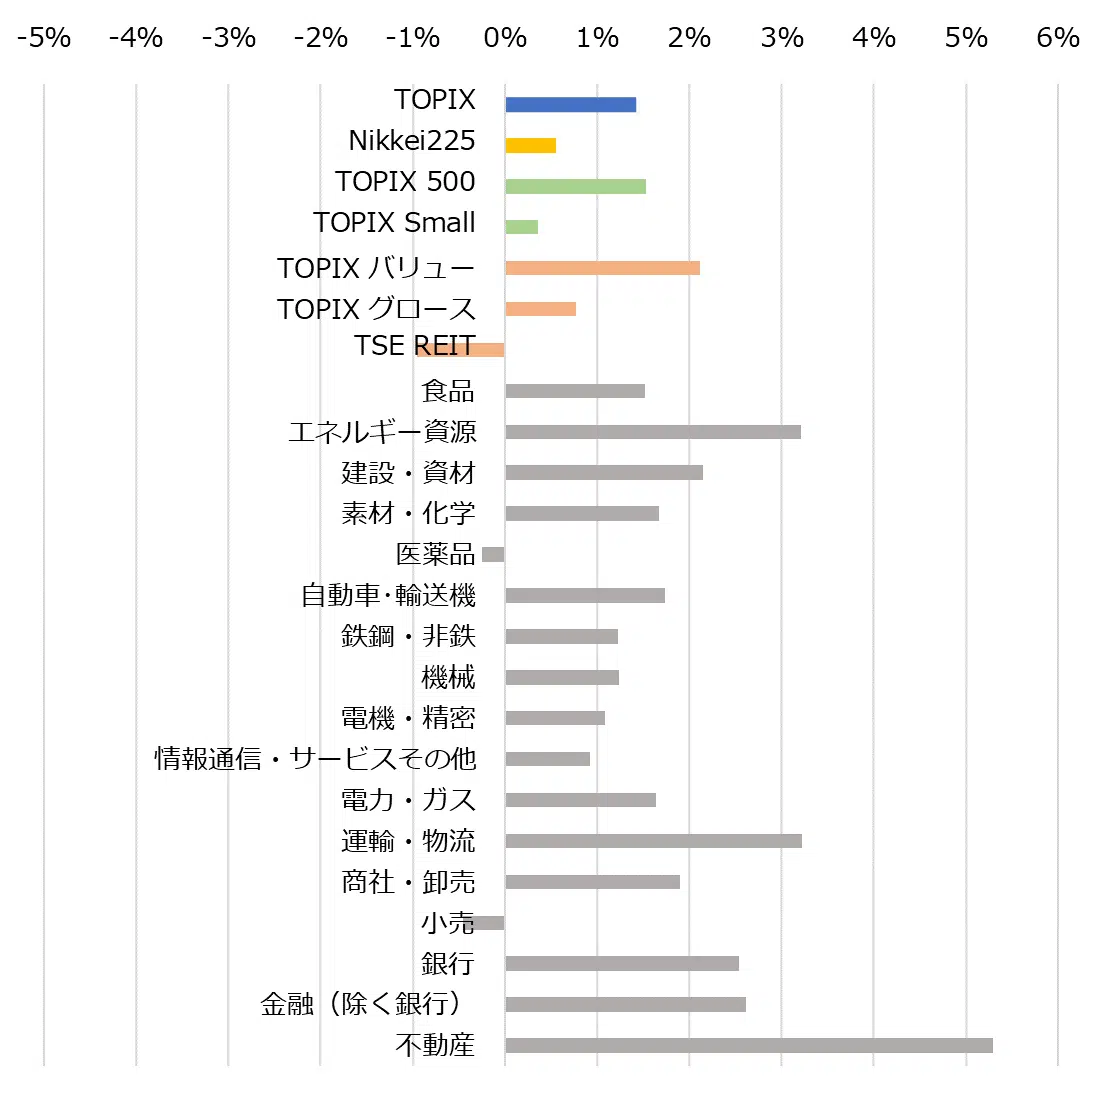 -5% -4% -3% -2% -1% 0% 1% 2% 3% 4% 5% 6%
TOPIX
Nikkei225
TOPIX 500
TOPIX Small
TOPIX バリュー
TOPIX グロース
TSE REIT
食品
エネルギー資源
建設・資材
素材・化学
医薬品
自動車･輸送機
鉄鋼・非鉄
機械
電機・精密
情報通信・サービスその他
電力・ガス
運輸・物流
商社・卸売
小売
銀行
金融（除く銀行）
不動産